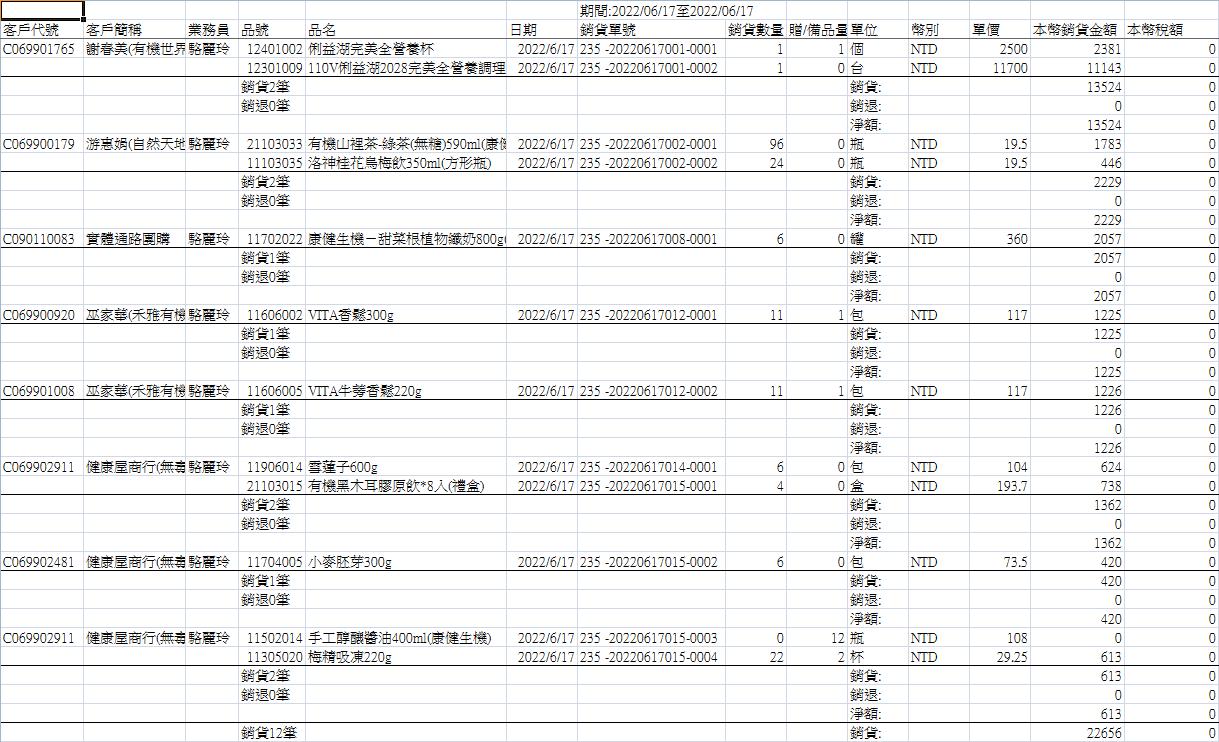 期間:2022/06/17至2022/06/17
客戶代號 客戶簡稱 業務員 品號 品名 日期 銷貨單號 銷貨數量 贈/備品量 單位 幣別 單價 本幣銷貨金額 本幣稅額
C069901765 謝春美(有機世界 駱麗玲 12401002 俐益湖完美全營養杯 2022/6/17 235 -20220617001-0001 1 1 個 NTD 2500 2381 0
12301009 110V俐益湖2028完美全營養調理 2022/6/17 235 -20220617001-0002 1 0 台 NTD 11700 11143 0
銷貨2筆 銷貨: 13524 0
銷退0筆 銷退: 0 0
淨額: 13524 0
C069900179 游惠娟(自然天地 駱麗玲 21103033 有機山裡茶-綠茶(無糖)590ml(康健 2022/6/17 235 -20220617002-0001 96 0 瓶 NTD 19.5 1783 0
11103035 洛神桂花烏梅飲350ml(方形瓶) 2022/6/17 235 -20220617002-0002 24 0 瓶 NTD 19.5 446 0
銷貨2筆 銷貨: 2229 0
銷退0筆 銷退: 0 0
淨額: 2229 0
C090110083 實體通路團購 駱麗玲 11702022 康健生機－甜菜根植物纖奶800g( 2022/6/17 235 -20220617008-0001 6 0 罐 NTD 360 2057 0
銷貨1筆 銷貨: 2057 0
銷退0筆 銷退: 0 0
淨額: 2057 0
C069900920 巫家華(禾雅有機 駱麗玲 11606002 VITA香鬆300g 2022/6/17 235 -20220617012-0001 11 1 包 NTD 117 1225 0
銷貨1筆 銷貨: 1225 0
銷退0筆 銷退: 0 0
淨額: 1225 0
C069901008 巫家華(禾雅有機 駱麗玲 11606005 VITA牛蒡香鬆220g 2022/6/17 235 -20220617012-0002 11 1 包 NTD 117 1226 0
銷貨1筆 銷貨: 1226 0
銷退0筆 銷退: 0 0
淨額: 1226 0
C069902911 健康屋商行(無毒 駱麗玲 11906014 雪蓮子600g 2022/6/17 235 -20220617014-0001 6 0 包 NTD 104 624 0
21103015 有機黑木耳膠原飲*8入(禮盒) 2022/6/17 235 -20220617015-0001 4 0 盒 NTD 193.7 738 0
銷貨2筆 銷貨: 1362 0
銷退0筆 銷退: 0 0
淨額: 1362 0
C069902481 健康屋商行(無毒 駱麗玲 11704005 小麥胚芽300g 2022/6/17 235 -20220617015-0002 6 0 包 NTD 73.5 420 0
銷貨1筆 銷貨: 420 0
銷退0筆 銷退: 0 0
淨額: 420 0
C069902911 健康屋商行(無毒 駱麗玲 11502014 手工醇釀醬油400ml(康健生機) 2022/6/17 235 -20220617015-0003 0 12 瓶 NTD 108 0 0
11305020 梅精吸凍220g 2022/6/17 235 -20220617015-0004 22 2 杯 NTD 29.25 613 0
銷貨2筆 銷貨: 613 0
銷退0筆 銷退: 0 0
淨額: 613 0
銷貨12筆 銷貨: 22656 0